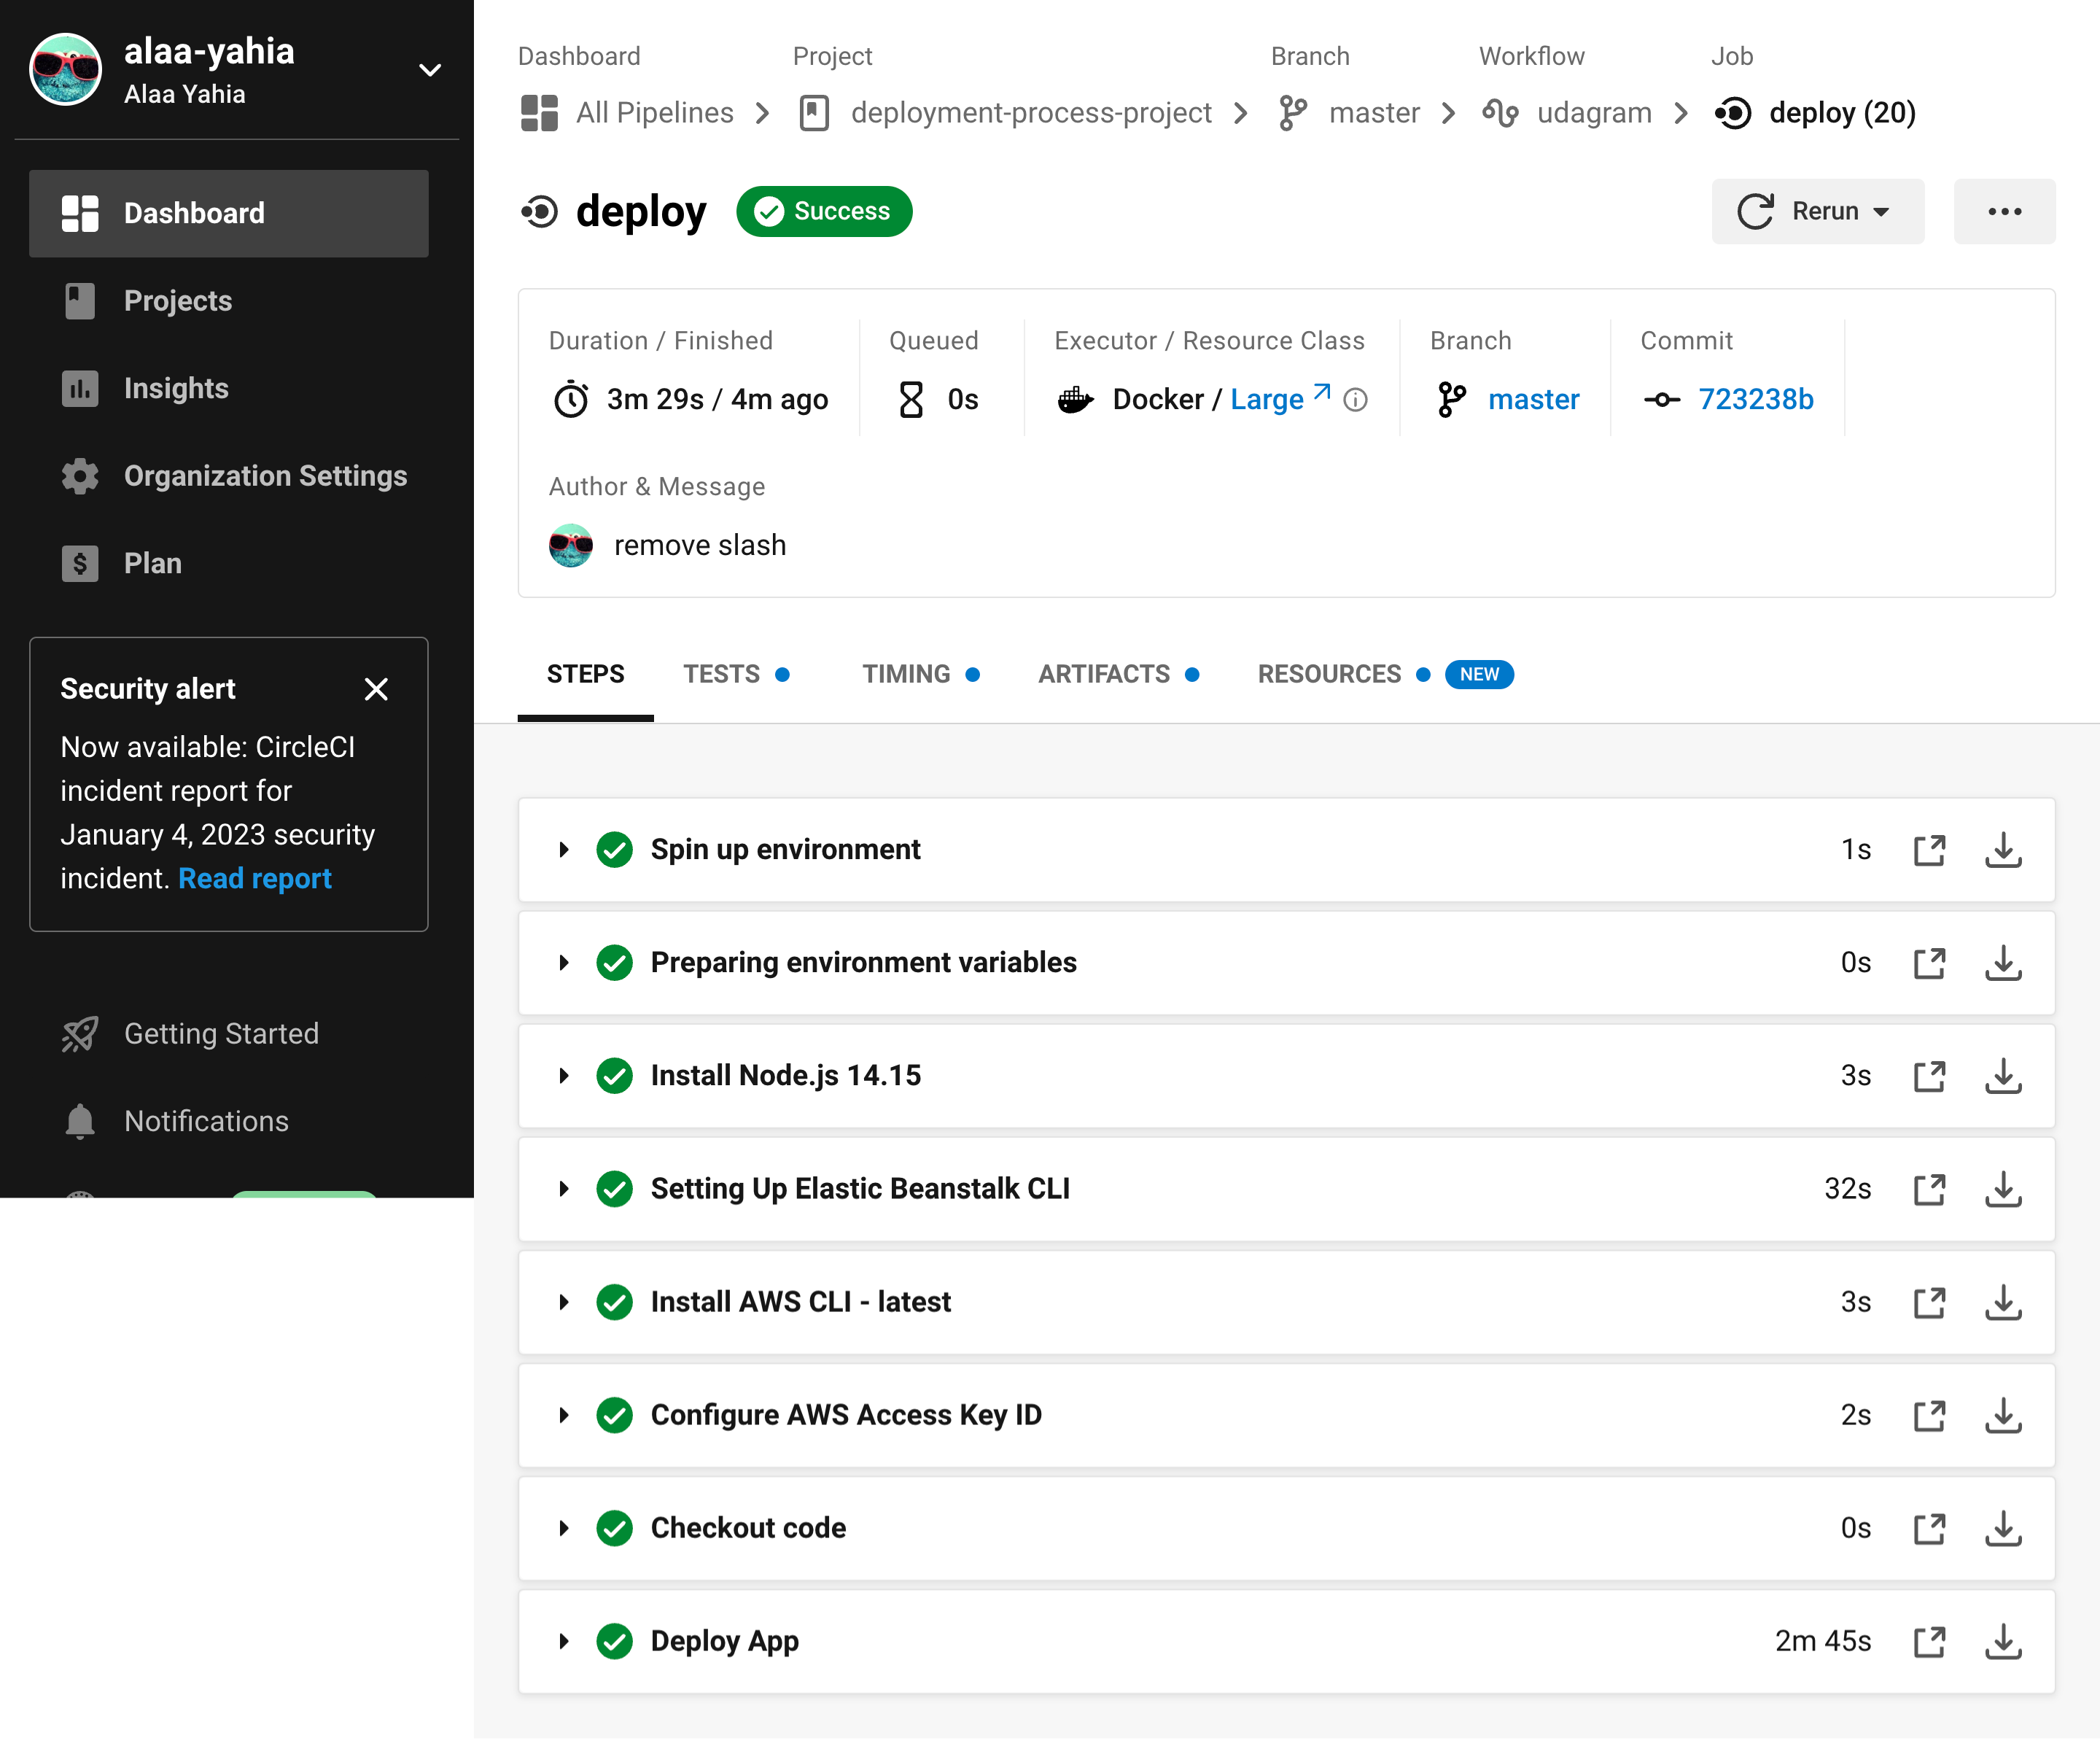 alaa-yahia
Alaa Yahia
Dashboard
Projects
Insights
Organization Settings
Plan
Security alert
Now available: CircleCI
incident report for
January 4, 2023 security
incident. Read report
Getting Started
Notifications
Dashboard Project Branch Workflow Job
All Pipelines deployment-process-project master udagram deploy (20)
deploy Success Rerun
Duration / Finished Queued Executor / Resource Class Branch Commit
3m 29s / 4m ago 0s Docker / Large master 723238b
Author & Message
remove slash
STEPS TESTS TIMING ARTIFACTS RESOURCES NEW
Spin up environment 1s
Preparing environment variables 0s
Install Node.js 14.15 3s
Setting Up Elastic Beanstalk CLI 32s
Install AWS CLI - latest 3s
Configure AWS Access Key ID 2s
Checkout code 0s
Deploy App 2m 45s